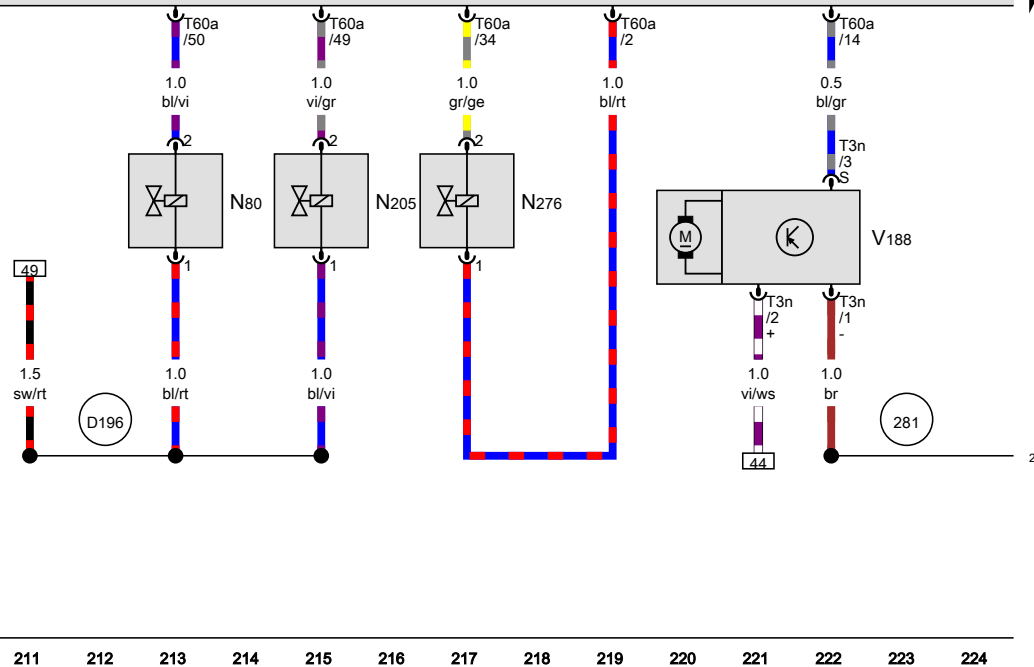 T60a
/50
T60a
/49
T60a
/34
T60a
/2
T60a
/14
1.0
bl/vi
1.0
vi/gr
1.0
gr/ge
1.0
bl/rt
0.5
bl/gr
2
2
2
T3n
/3
S
N80
N205
N276
M
V188
49
1
1
1
T3n
/2
+
T3n
/1
-
1.5
sw/rt
1.0
bl/rt
1.0
bl/vi
1.0
vi/ws
1.0
br
D196
281
44
2
211 212 213 214 215 216 217 218 219 220 221 222 223 224